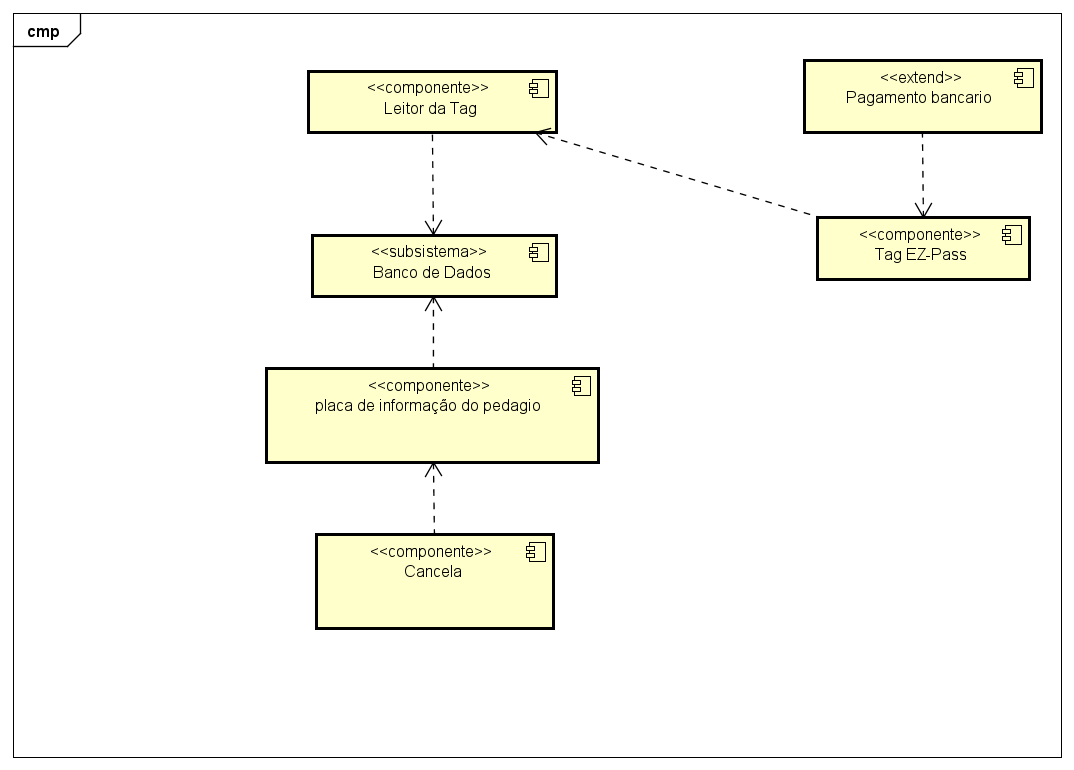 cmp
<<componente>>
Leitor da Tag
<<extend>>
Pagamento bancario
<<componente>>
Tag EZ-Pass
<<subsistema>>
Banco de Dados
<<componente>>
placa de informação do pedagio
<<componente>>
Cancela